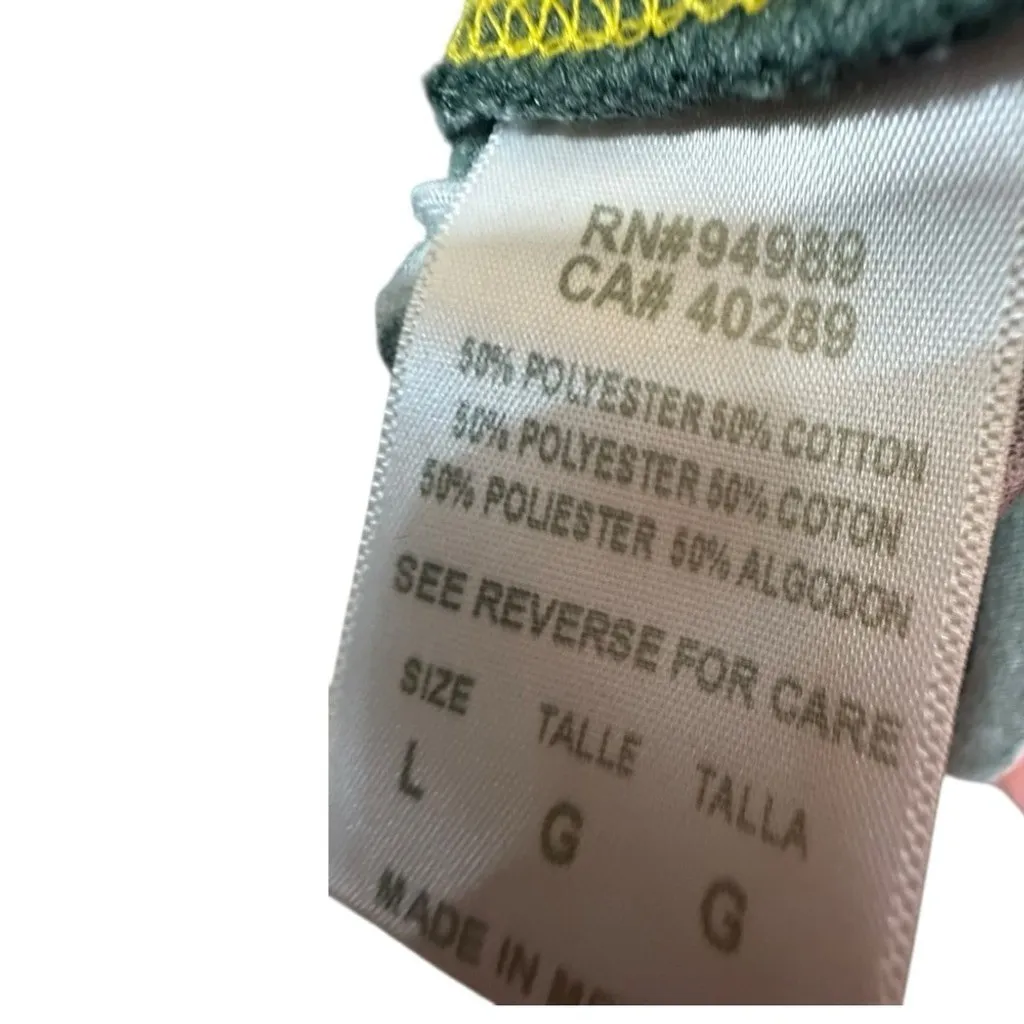 RN#94989
CA# 40289
50% POLYESTER 50% COTTON
50% POLYESTER 50% COTON
50% POLIESTER 50% ALGODON
SEE REVERSE FOR CARE
SIZE TALLE TALLA
L G G
MADE IN